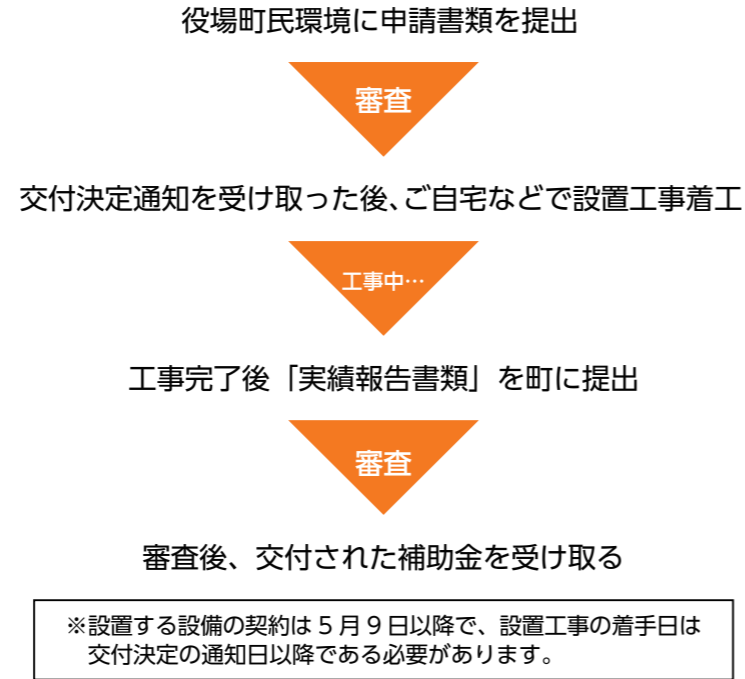 役場町民環境に申請書類を提出
審査
交付決定通知を受け取った後、ご自宅などで設置工事着工
工事中…
工事完了後「実績報告書類」を町に提出
審査
審査後、交付された補助金を受け取る
※設置する設備の契約は5月9日以降で、設置工事の着手日は
交付決定の通知日以降である必要があります。